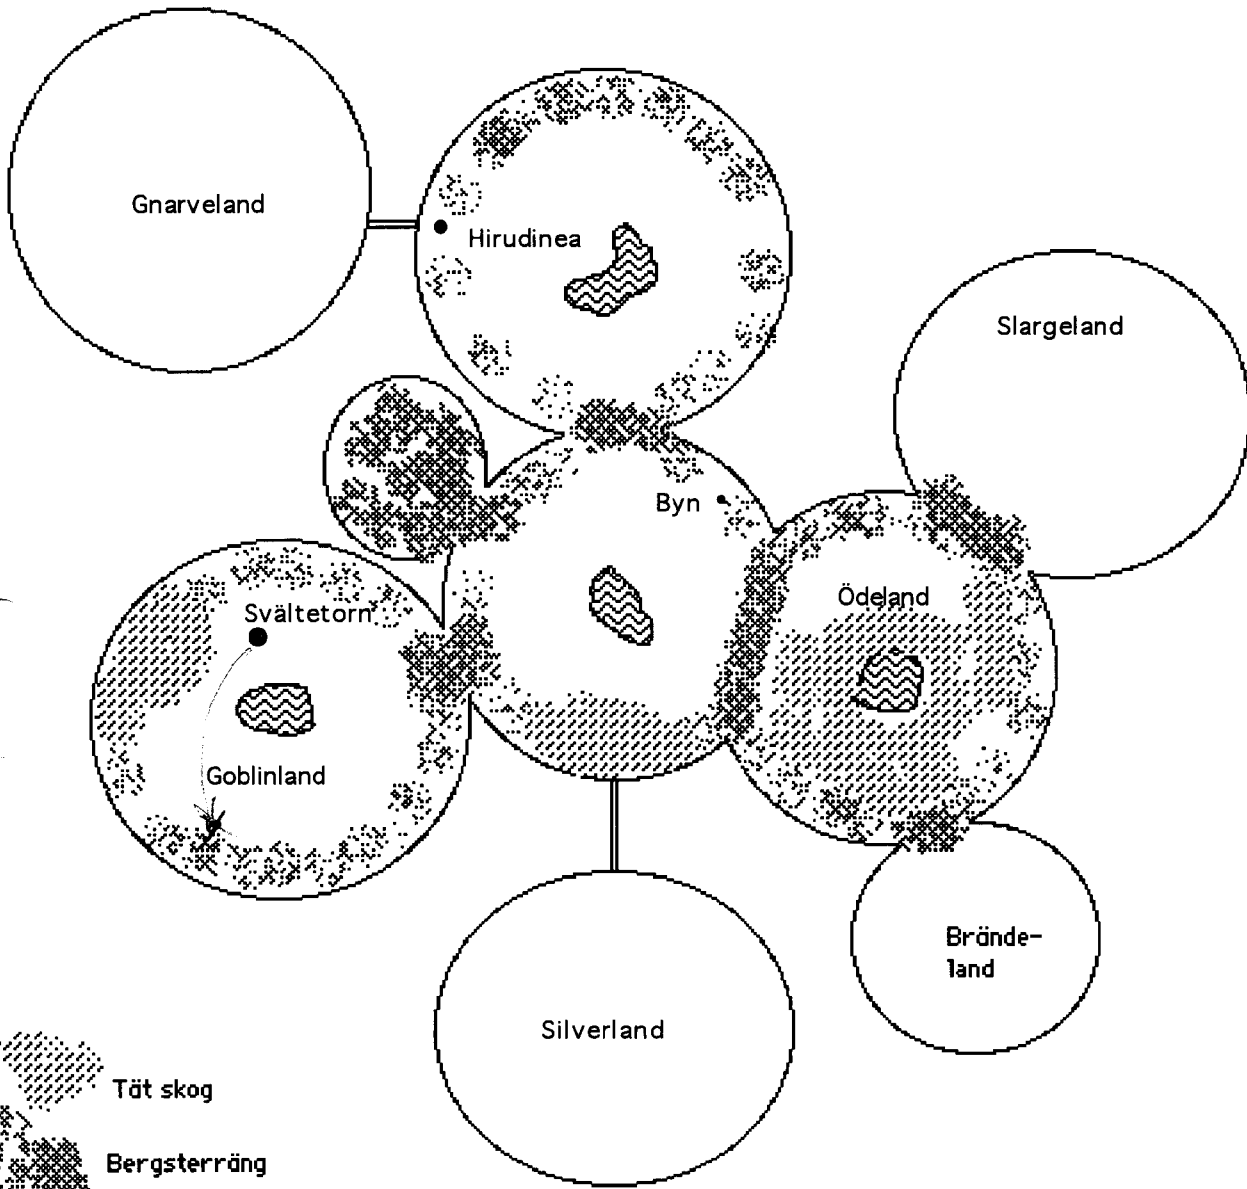 Gnarveland
Hirudinea
Slargeland
Byn
Ödeland
Svältetorn
Goblinland
Brände-
land
Silverland
Tät skog
Bergsterräng